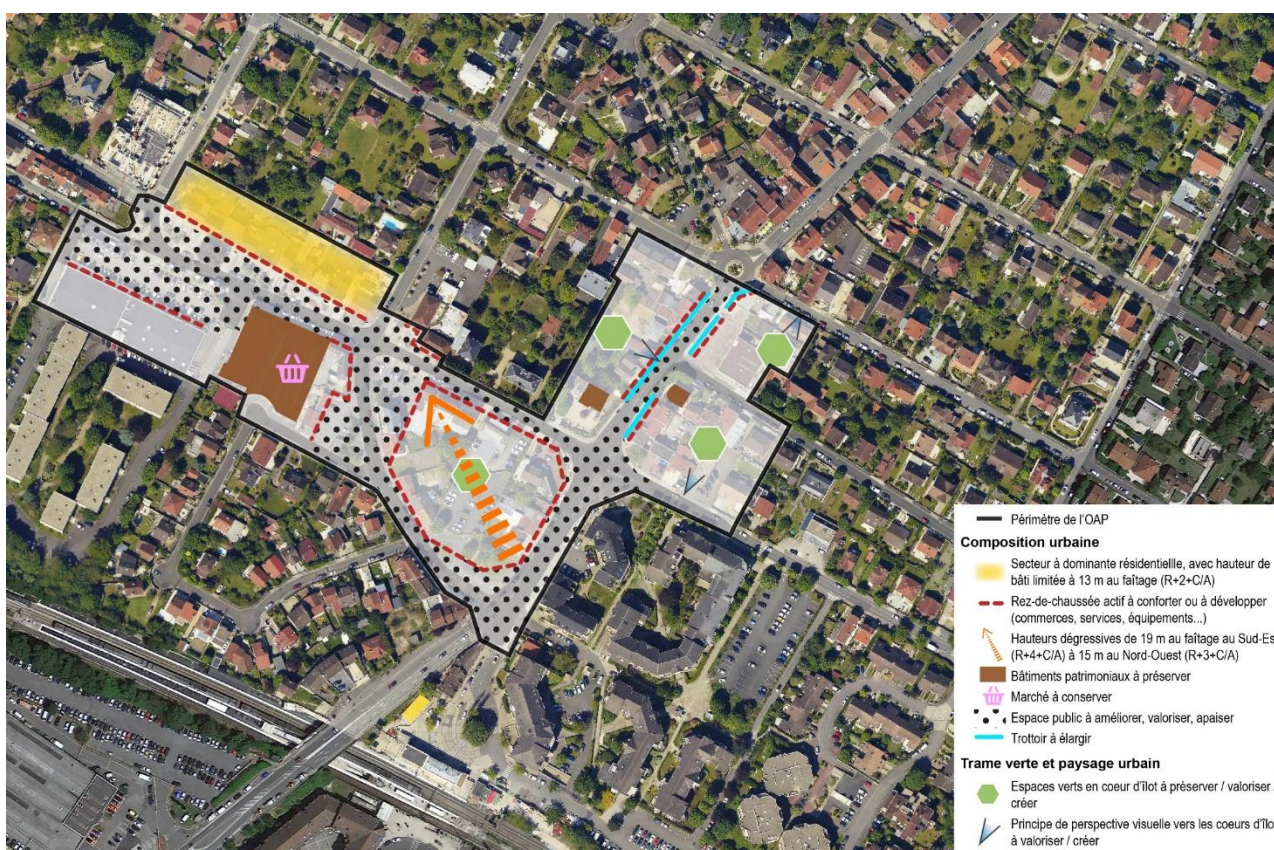 Périmètre de l'OAP
Composition urbaine
Secteur à dominante résidentiellle, avec hauteur de
bâti limitée à 13 m au faîtage (R+2+C/A)
Rez-de-chaussée actif à conforter ou à développer
(commerces, services, équipements...)
Hauteurs dégressives de 19 m au faîtage au Sud-Es
(R+4+C/A) à 15 m au Nord-Ouest (R+3+C/A)
Bâtiments patrimoniaux à préserver
Marché à conserver
Espace public à améliorer, valoriser, apaiser
Trottoir à élargir
Trame verte et paysage urbain
Espaces verts en coeur d'îlot à préserver / valoriser /
créer
Principe de perspective visuelle vers les coeurs d'îlo
à valoriser / créer